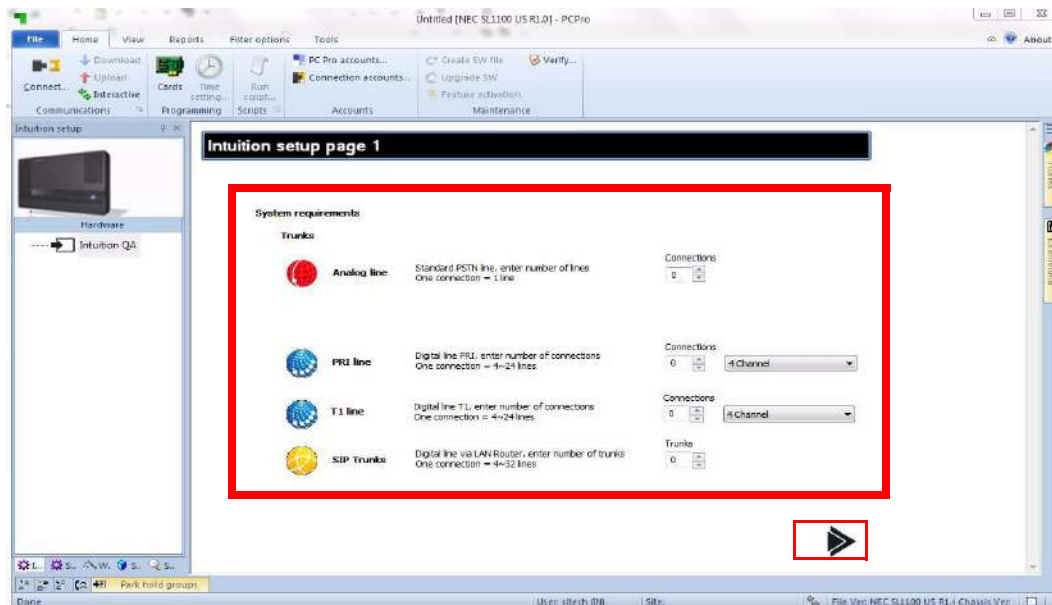 Untitled [NEC SL1100 US R1.0] - PCPro
File Home View Reports Filter options Tools About
Connect... Download Upload Interactive
Cards Time setting... Run script...
PC Pro accounts...
Connection accounts...
Create SW file Verify...
Upgrade SW
Feature activation
Communications Programming Scripts Accounts Maintenance
Intuition setup
Hardware
Intuition QA
Intuition setup page 1
System requirements
Trunks
Analog line
Standard PSTN line, enter number of lines
One connection = 1 line
Connections
0
PRI line
Digital line PRI, enter number of connections
One connection = 4~24 lines
Connections
0 4 Channel
T1 line
Digital line T1, enter number of connections
One connection = 4~24 lines
Connections
0 4 Channel
SIP Trunks
Digital line via LAN Router, enter number of trunks
One connection = 4~32 lines
Trunks
0
I... S... W. S.. S..
Park hold groups
Done Site:
File Ver: NEC SL1100 US R1. Chassis Ver: